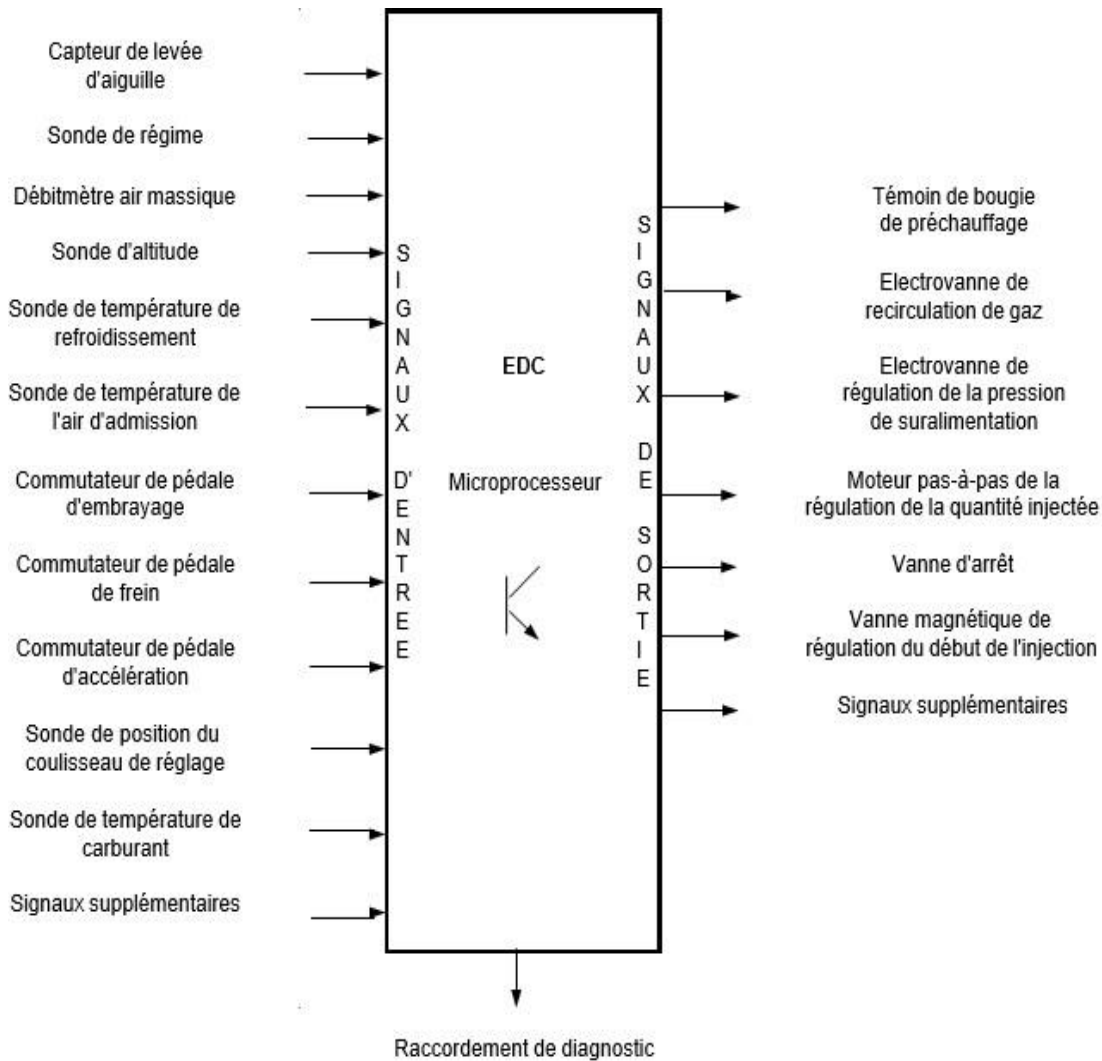 Capteur de levée
d'aiguille
Sonde de régime
Débitmètre air massique
Sonde d'altitude
Sonde de température de
refroidissement
Sonde de température de
l'air d'admission
Commutateur de pédale
d'embrayage
Commutateur de pédale
de frein
Commutateur de pédale
d'accélération
Sonde de position du
coulisseau de réglage
Sonde de température de
carburant
Signaux supplémentaires
SIGNAUX D'ENTREE
EDC
Microprocesseur
SIGNAUX DE SORTIE
Témoin de bougie
de préchauffage
Electrovanne de
recirculation de gaz
Electrovanne de
régulation de la pression
de suralimentation
Moteur pas-à-pas de la
régulation de la quantité injectée
Vanne d'arrêt
Vanne magnétique de
régulation du début de l'injection
Signaux supplémentaires
Raccordement de diagnostic